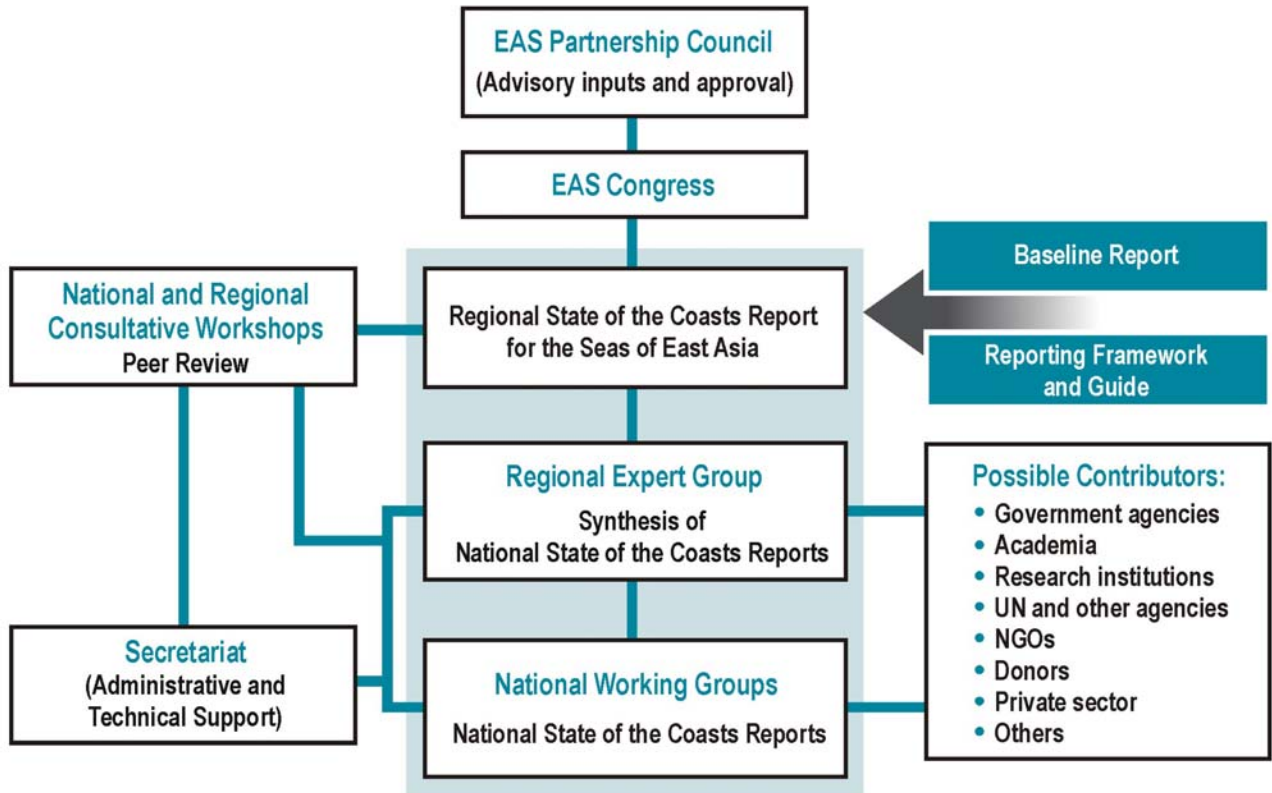 EAS Partnership Council
(Advisory inputs and approval)
EAS Congress
Baseline Report
National and Regional
Consultative Workshops
Peer Review
Regional State of the Coasts Report
for the Seas of East Asia
Reporting Framework
and Guide
Regional Expert Group
Synthesis of
National State of the Coasts Reports
Possible Contributors:
• Government agencies
• Academia
• Research institutions
• UN and other agencies
• NGOs
• Donors
• Private sector
• Others
Secretariat
(Administrative and
Technical Support)
National Working Groups
National State of the Coasts Reports